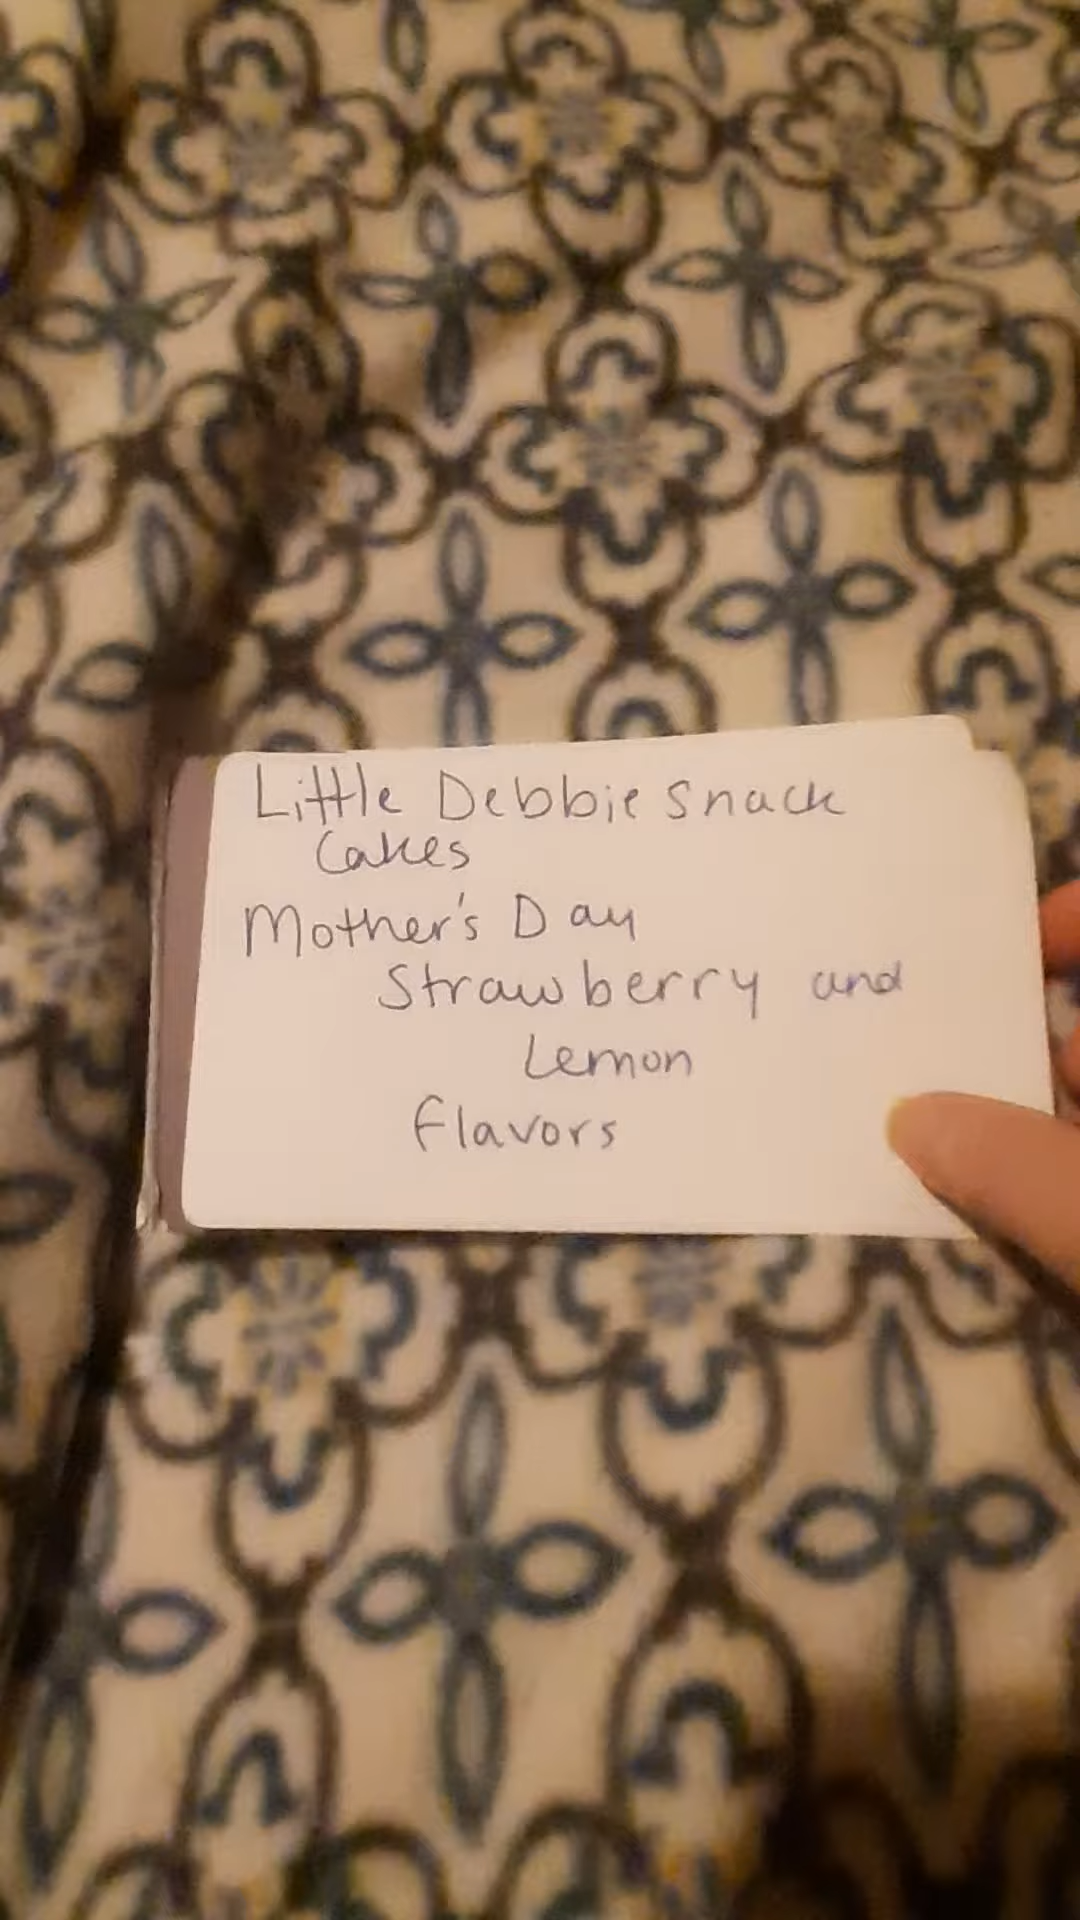 Little Debbie Snack
Cakes
Mother's Day
Strawberry and
Lemon
flavors